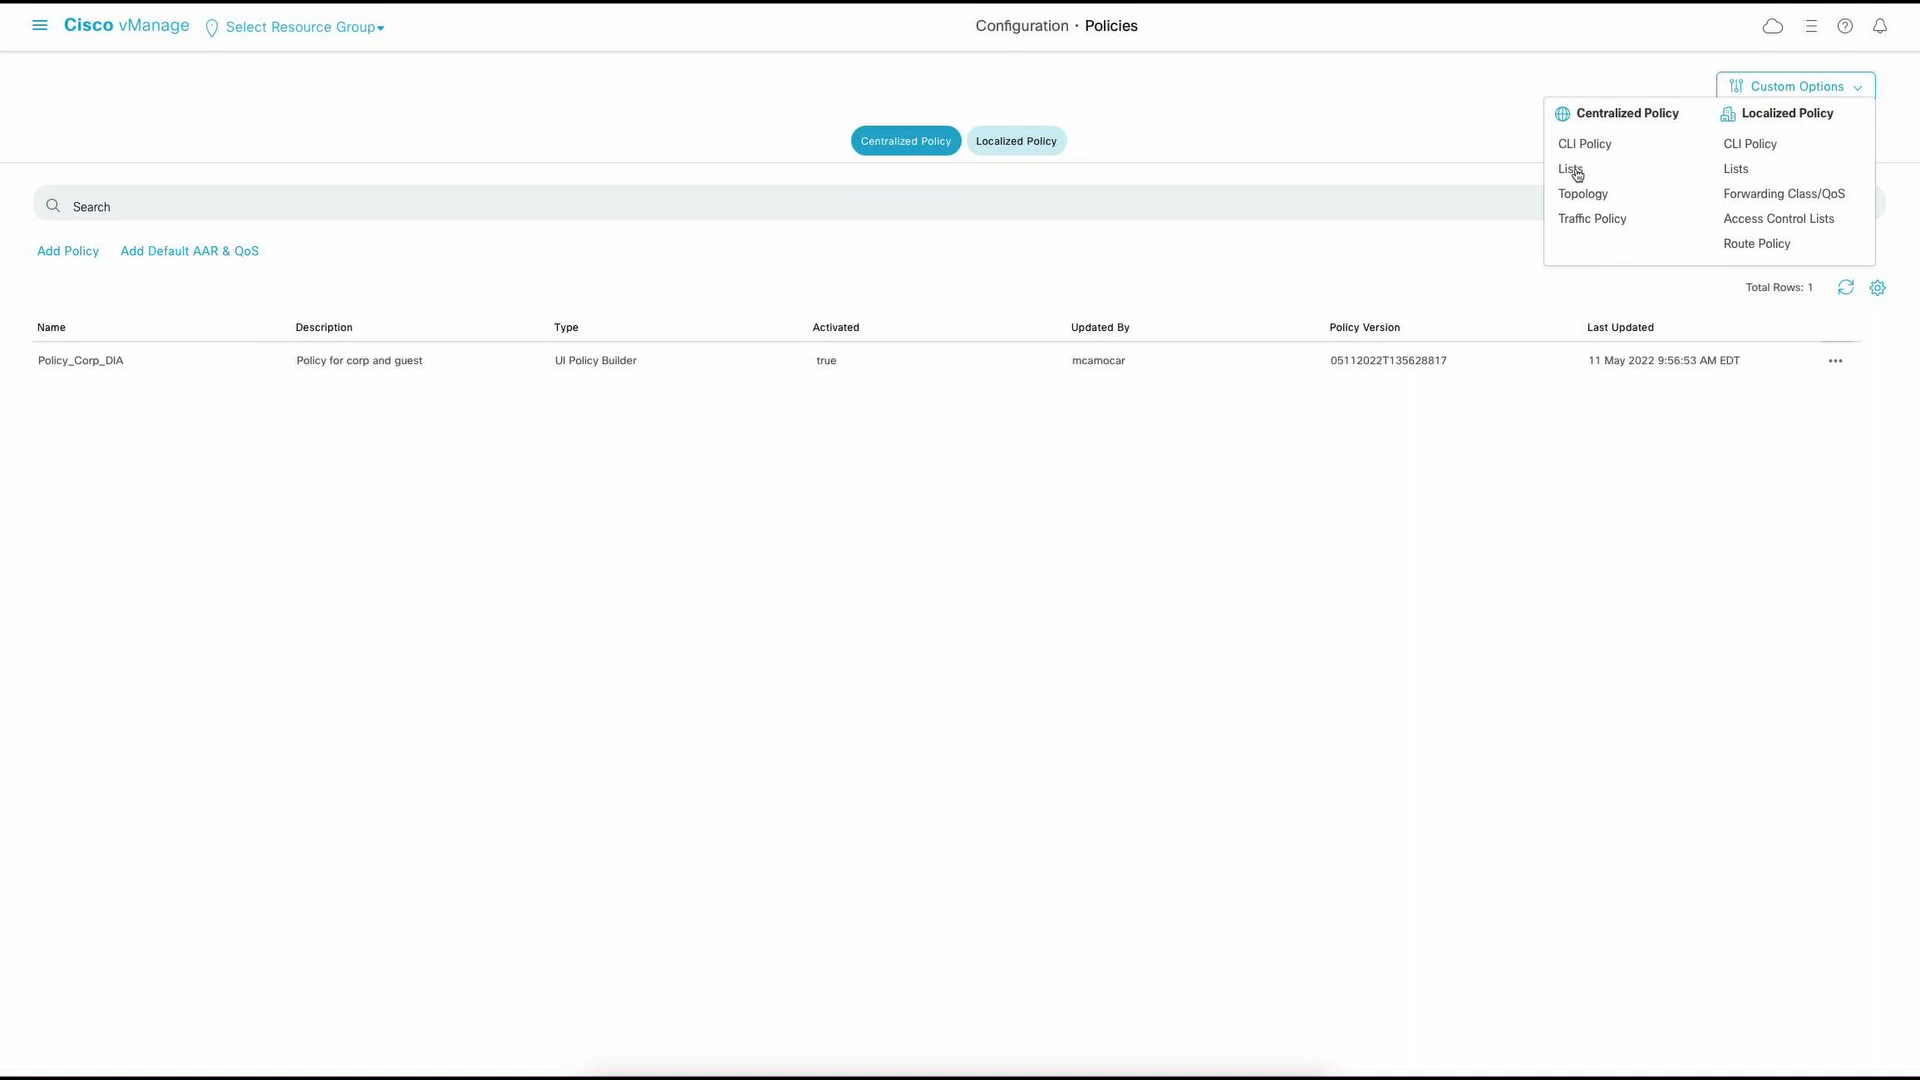 Cisco vManage
Select Resource Group
Configuration · Policies
Custom Options
Centralized Policy
CLI Policy
Lists
Topology
Traffic Policy
Localized Policy
CLI Policy
Lists
Forwarding Class/QoS
Access Control Lists
Route Policy
Centralized Policy
Localized Policy
Search
Add Policy
Add Default AAR & QoS
Total Rows: 1
Name Description Type Activated Updated By Policy Version Last Updated
Policy_Corp_DIA Policy for corp and guest UI Policy Builder true mcamocar 05112022T135628817 11 May 2022 9:56:53 AM EDT